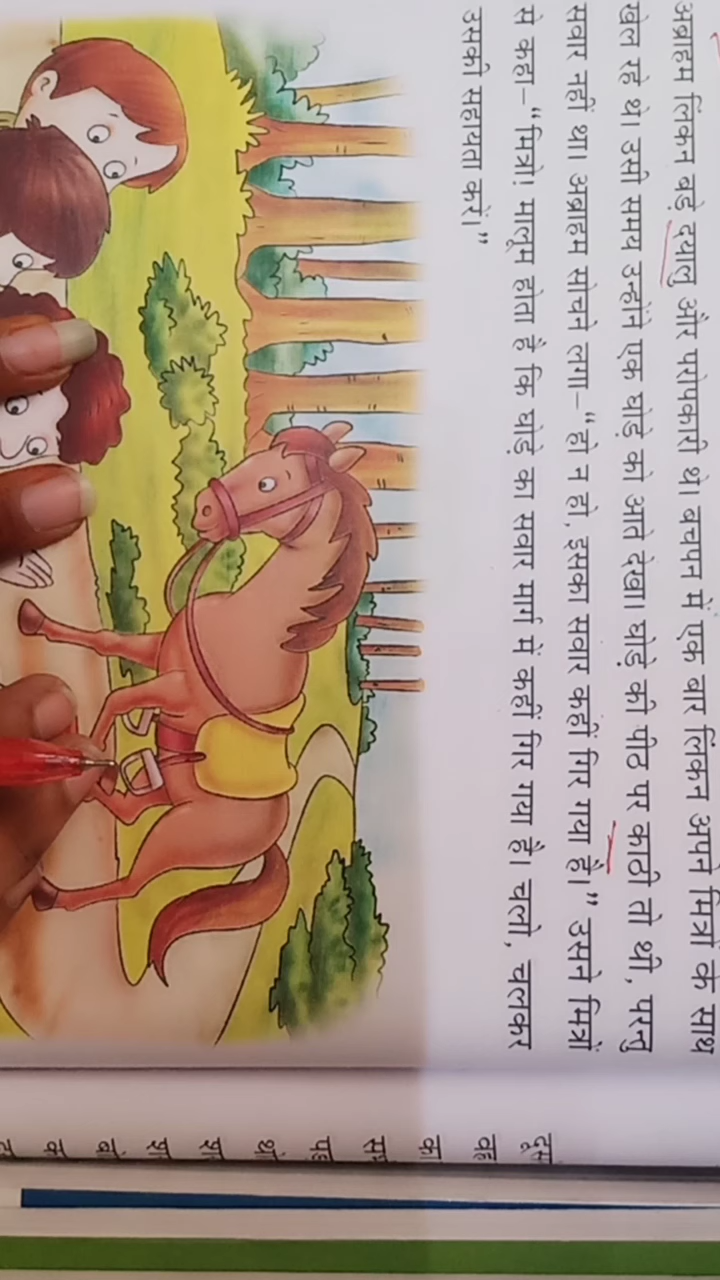 अब्राहम लिंकन बड़े दयालु और परोपकारी थे। बचपन में एक बार लिंकन अपने मित्रों के साथ
खेल रहे थे। उसी समय उन्होंने एक घोड़े को आते देखा। घोड़े की पीठ पर काठी तो थी, परन्तु
सवार नहीं था। अब्राहम सोचने लगा–“हो न हो, इसका सवार कहीं गिर गया है।” उसने मित्रों
से कहा–“मित्रो! मालूम होता है कि घोड़े का सवार मार्ग में कहीं गिर गया है। चलो, चलकर
उसकी सहायता करें।”
वह
का